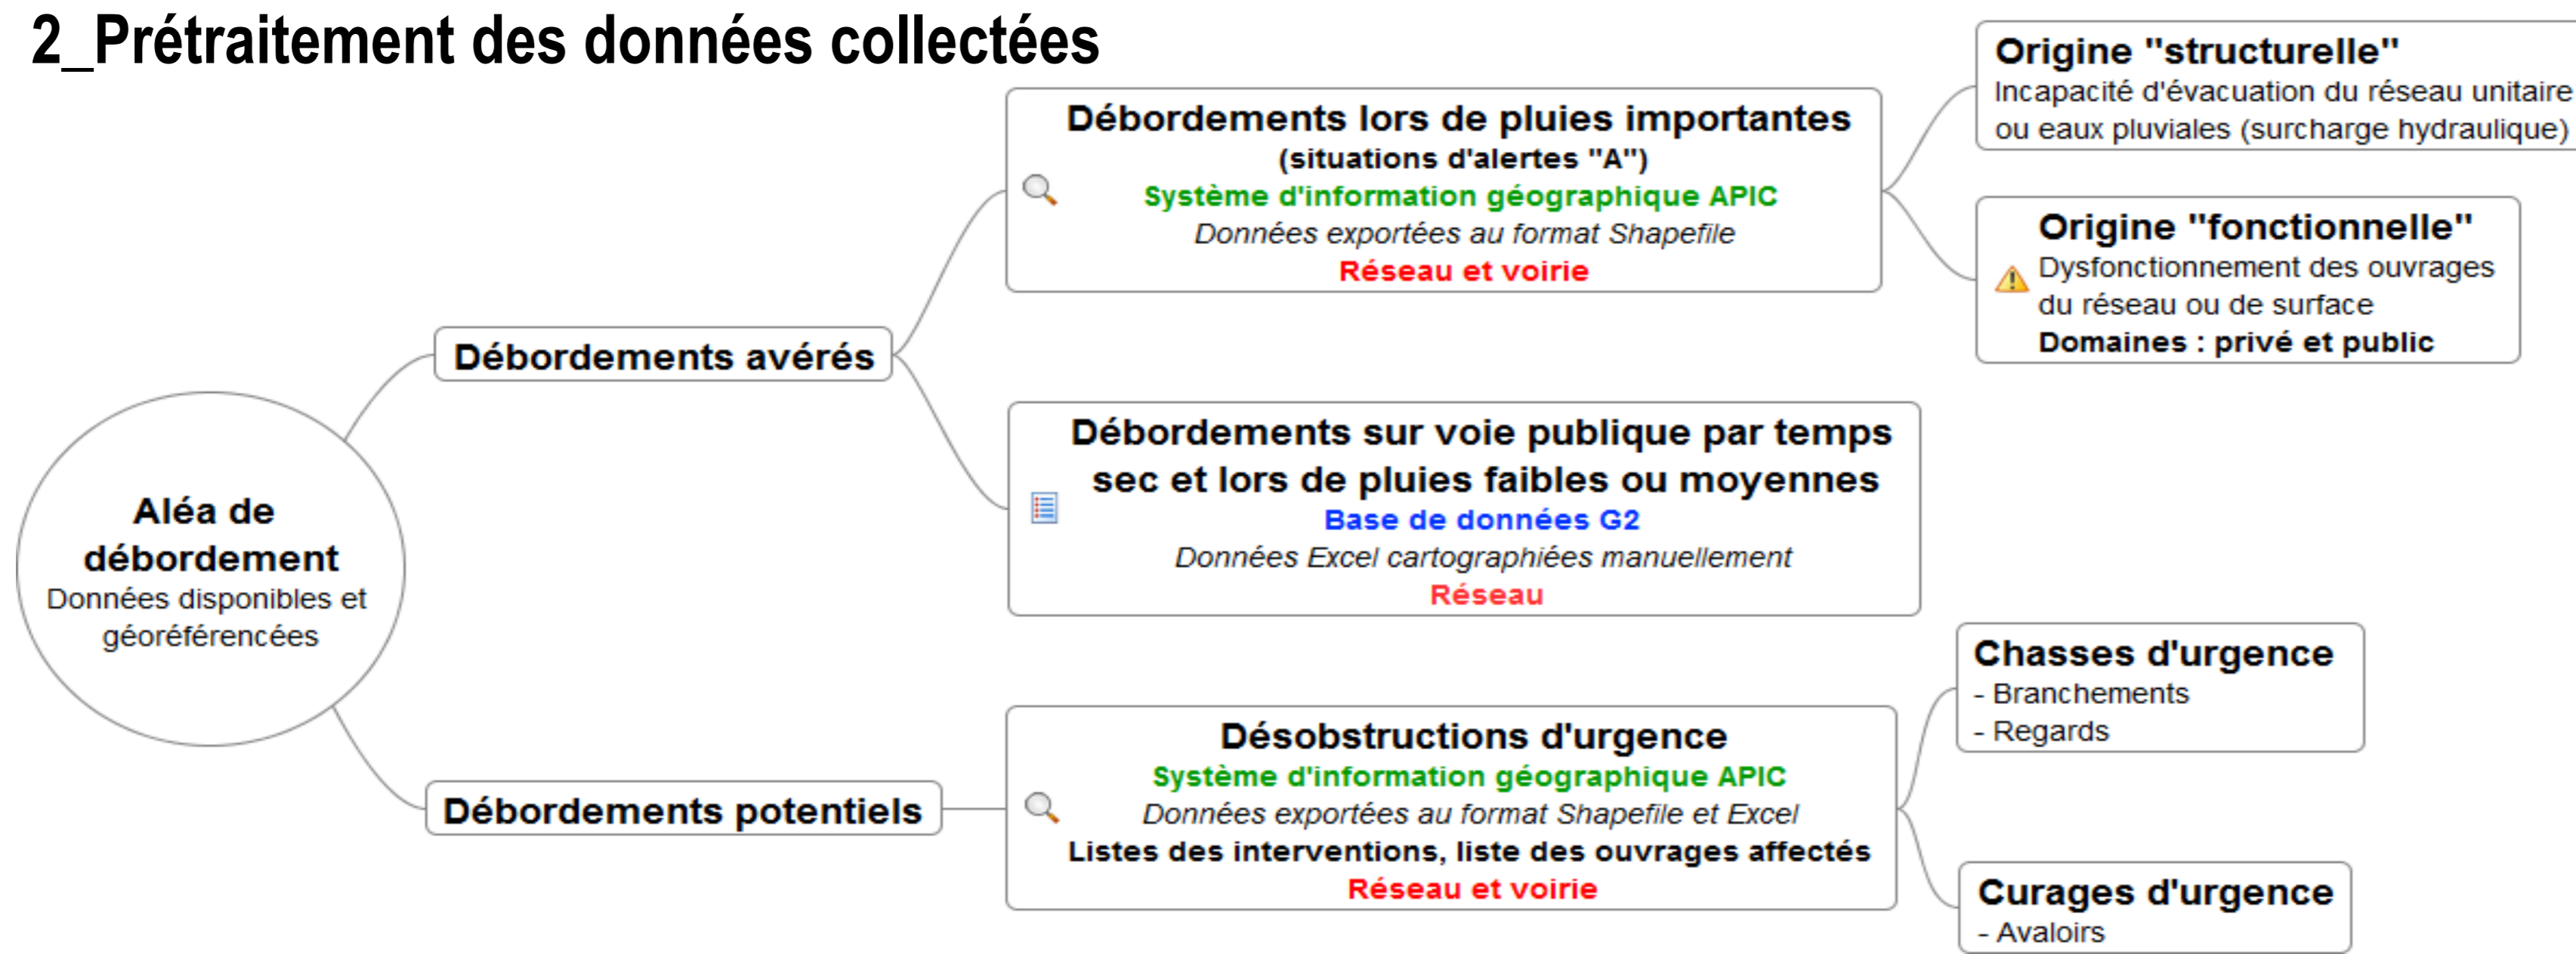 2_Prétraitement des données collectées
Aléa de
débordement
Données disponibles et
géoréférencées
Débordements avérés
Débordements lors de pluies importantes
(situations d'alertes "A")
Système d'information géographique APIC
Données exportées au format Shapefile
Réseau et voirie
Origine "structurelle"
Incapacité d'évacuation du réseau unitaire
ou eaux pluviales (surcharge hydraulique)
Origine "fonctionnelle"
Dysfonctionnement des ouvrages
du réseau ou de surface
Domaines : privé et public
Débordements sur voie publique par temps
sec et lors de pluies faibles ou moyennes
Base de données G2
Données Excel cartographiées manuellement
Réseau
Débordements potentiels
Désobstructions d'urgence
Système d'information géographique APIC
Données exportées au format Shapefile et Excel
Listes des interventions, liste des ouvrages affectés
Réseau et voirie
Chasses d'urgence
- Branchements
- Regards
Curages d'urgence
- Avaloirs